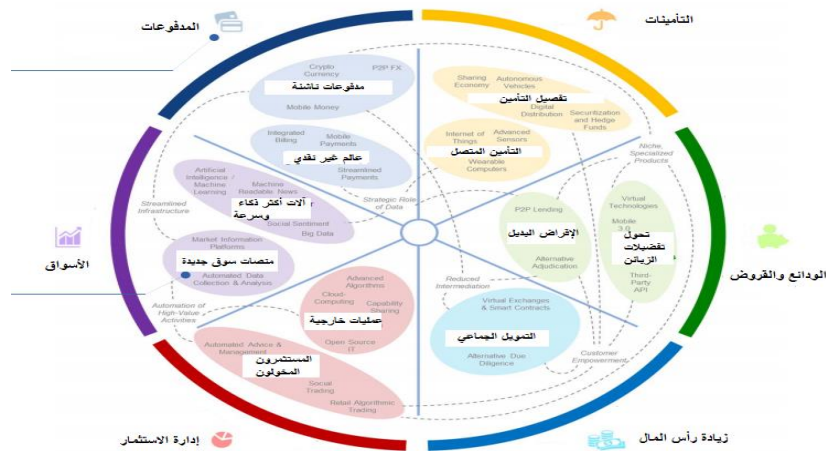 المدفوعات
التأمينات
Crypto
Currency
P2P FX
مدفوعات ناشئة
Mobile Money
Sharing
Economy
Autonomous
Vehicles
تفصيل التأمين
Digital
Distribution
Securitization
and Hedge
Funds
Integrated
Billing
Mobile
Payments
عالم غير نقدي
Streamlined
Payments
Internet of
Things
Advanced
Sensors
التأمين المتصل
Wearable
Computers
Niche,
Specialized
Products
Artificial
Intelligence /
Machine
Learning
Machine
Readable News
آلات أكثر ذكاء
وسرعة
Social Sentiment
Big Data
Streamlined
Infrastructure
Strategic Role
of Data
P2P Lending
الإقراض البديل
Alternative
Adjudication
Virtual
Technologies
Mobile
3.0
تحول
تفضيلات
الزبائن
Third-
Party
API
الأسواق
الودائع والقروض
Market Information
Platforms
منصات سوق جديدة
Automated Data
Collection & Analysis
Automation of
High-Value
Activities
Advanced
Algorithms
Cloud-
Computing
Capability
Sharing
عمليات خارجية
Open Source
IT
Reduced
Intermediation
Virtual Exchanges
& Smart Contracts
التمويل الجماعي
Alternative Due
Diligence
Customer
Empowerment
Automated Advice &
Management
المستثمرون
المخولون
Social
Trading
Retail Algorithmic
Trading
إدارة الاستثمار
زيادة رأس المال